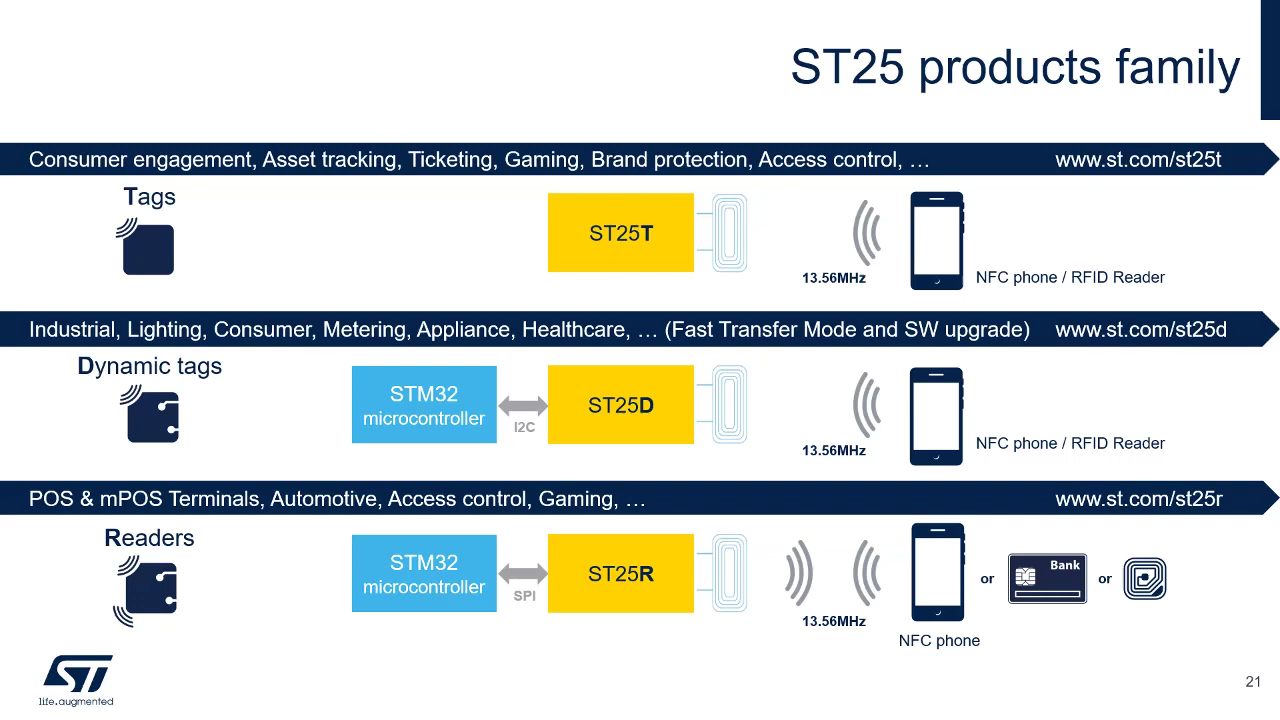 ST25 products family
Consumer engagement, Asset tracking, Ticketing, Gaming, Brand protection, Access control, … www.st.com/st25t
Tags
ST25T
13.56MHz
NFC phone / RFID Reader
Industrial, Lighting, Consumer, Metering, Appliance, Healthcare, … (Fast Transfer Mode and SW upgrade) www.st.com/st25d
Dynamic tags
STM32
microcontroller
I2C
ST25D
13.56MHz
NFC phone / RFID Reader
POS & mPOS Terminals, Automotive, Access control, Gaming, … www.st.com/st25r
Readers
STM32
microcontroller
SPI
ST25R
13.56MHz
NFC phone
or
Bank
or
ST
life.augmented
21